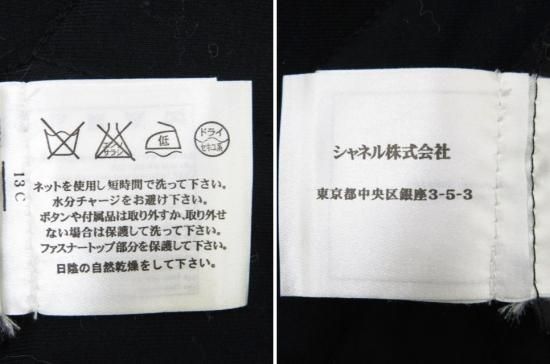 エンソサラシ
低
ドライ
セキユ系
13C
ネットを使用し短時間で洗って下さい。
水分チャージをお避け下さい。
ボタンや付属品は取り外すか、取り外せ
ない場合は保護して洗って下さい。
ファスナートップ部分を保護して下さい。
日陰の自然乾燥をして下さい。
シャネル株式会社
東京都中央区銀座3-5-3